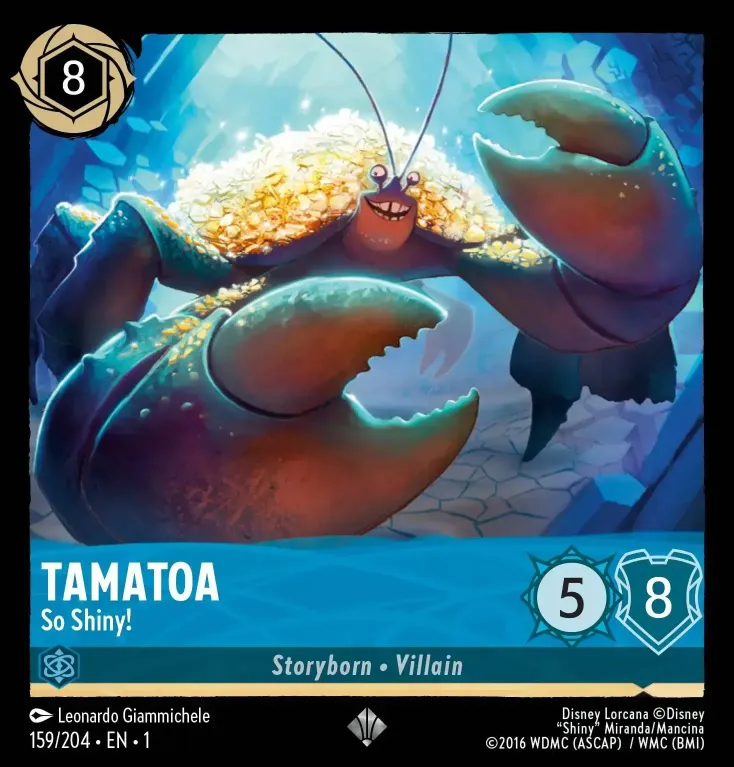 8
TAMATOA
So Shiny!
5
8
Storyborn • Villain
Leonardo Giammichele
159/204 • EN • 1
Disney Lorcana ©Disney
“Shiny” Miranda/Mancina
©2016 WDMC (ASCAP) / WMC (BMI)